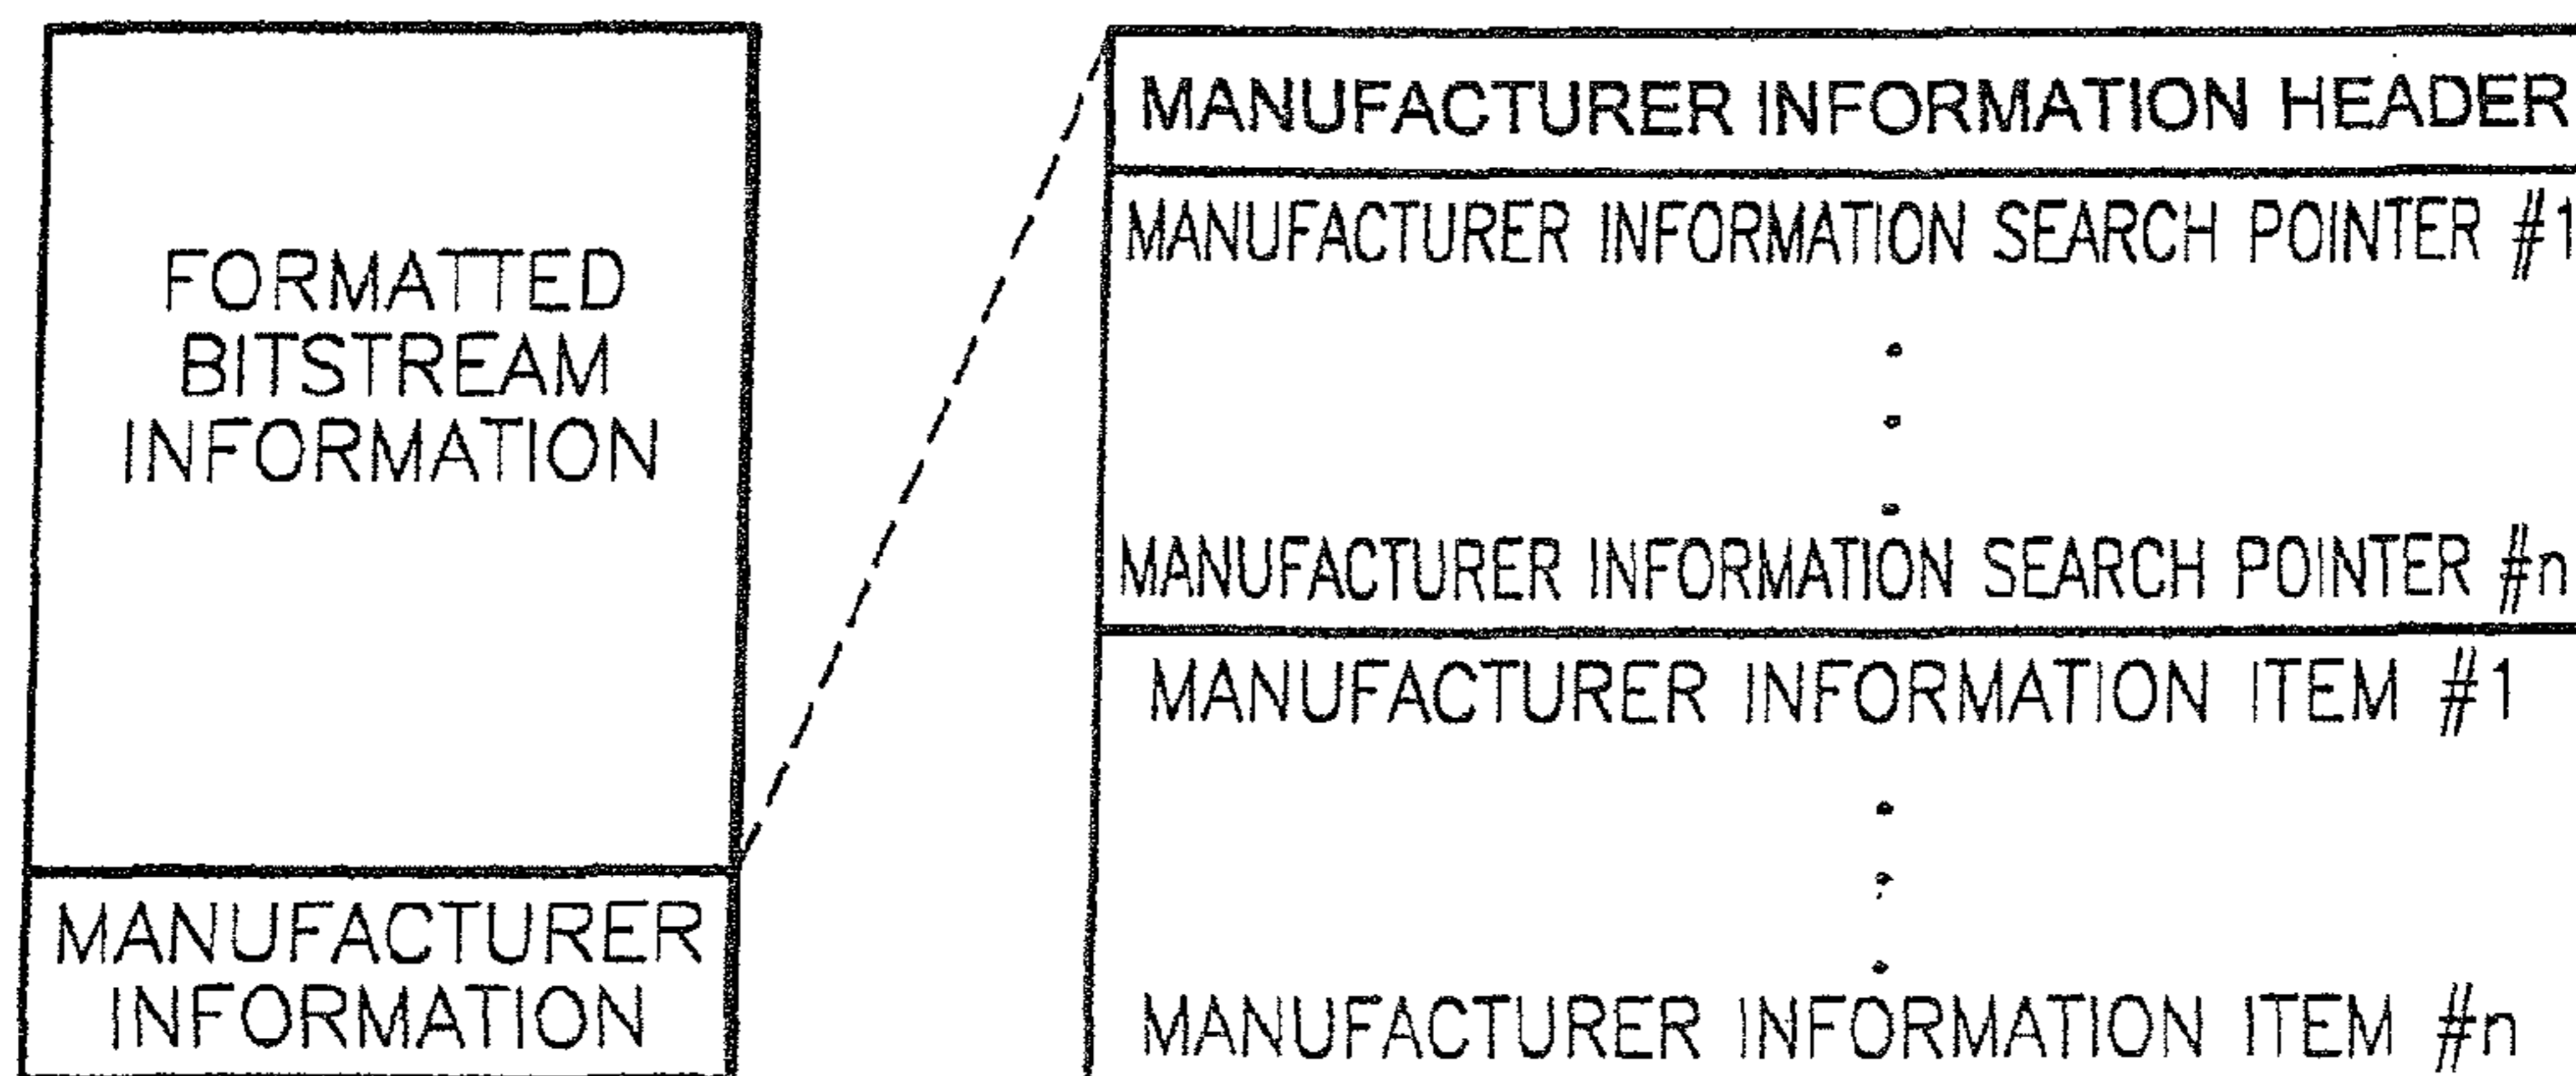 FORMATTED
BITSTREAM
INFORMATION
MANUFACTURER
INFORMATION
MANUFACTURER INFORMATION HEADER
MANUFACTURER INFORMATION SEARCH POINTER #1
MANUFACTURER INFORMATION SEARCH POINTER #n
MANUFACTURER INFORMATION ITEM #1
MANUFACTURER INFORMATION ITEM #n